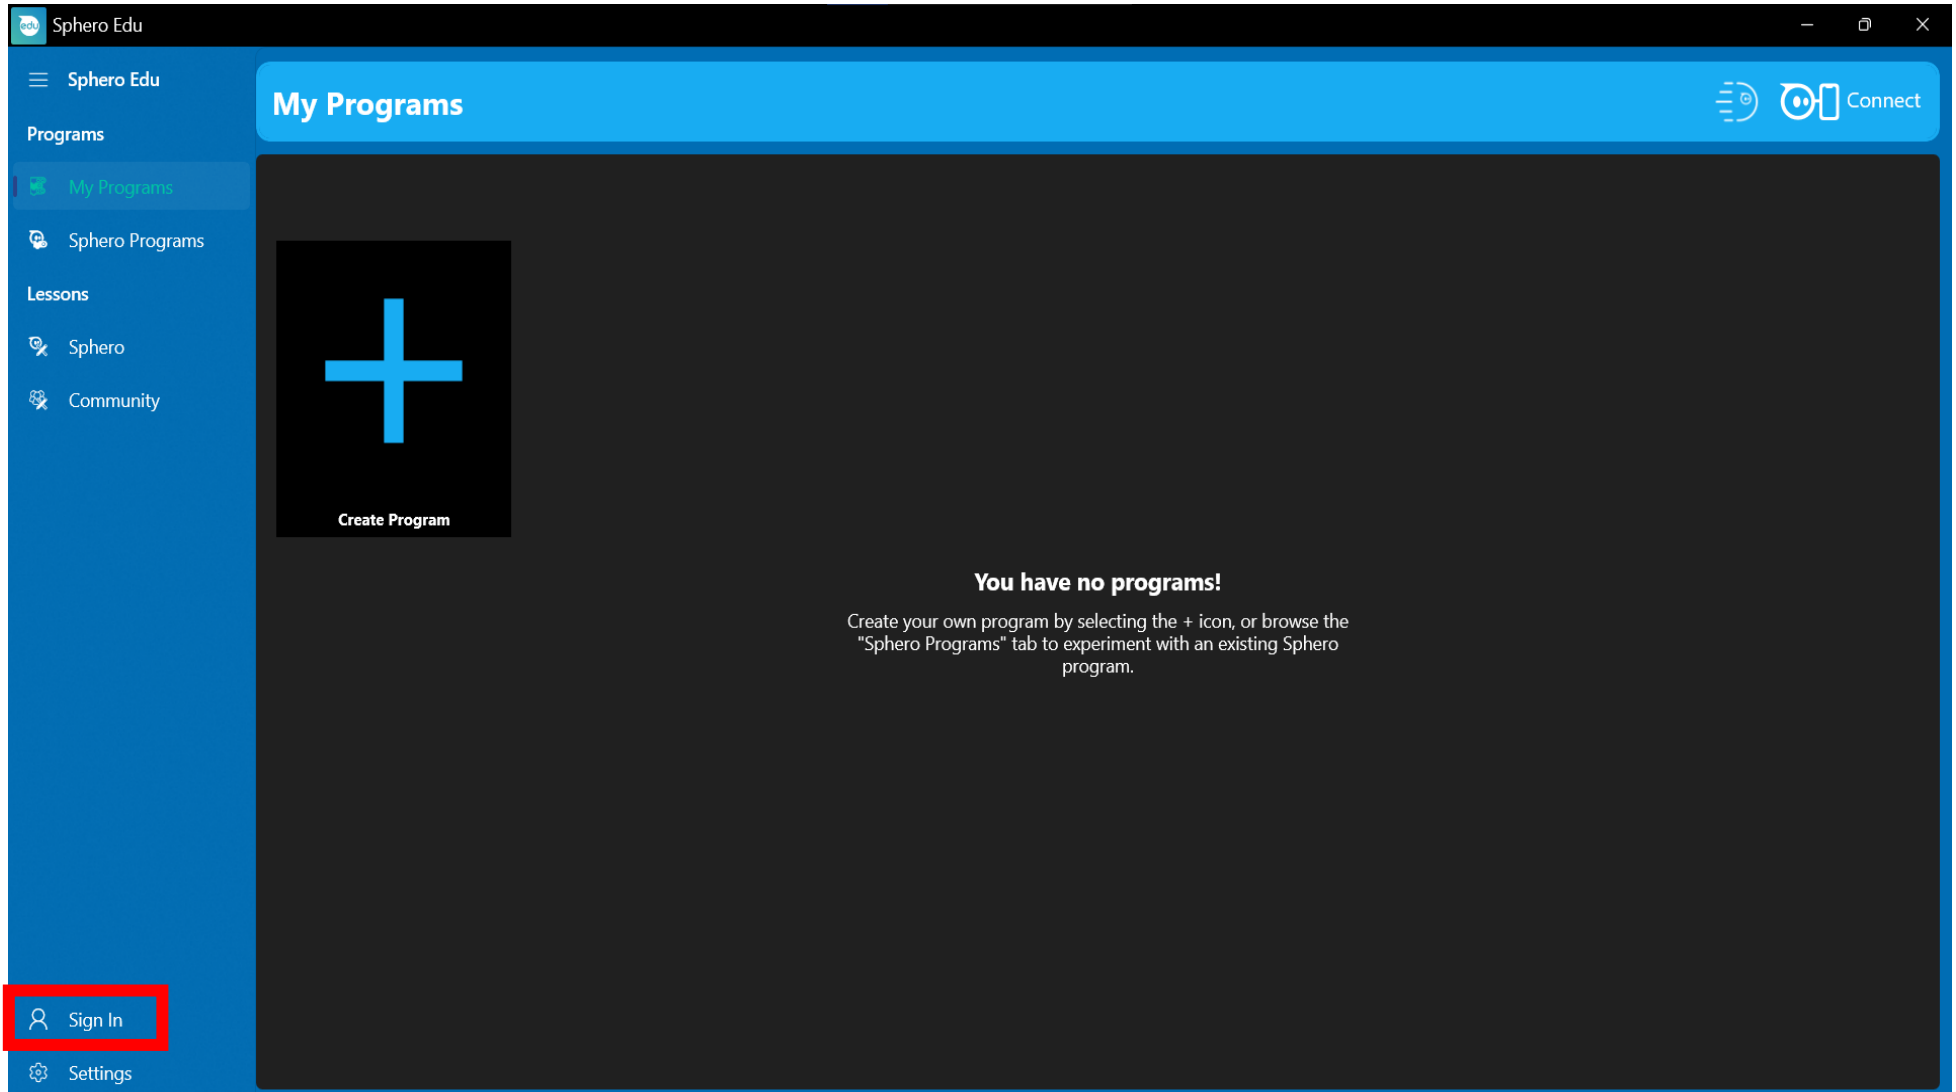 edu Sphero Edu
Sphero Edu
Programs
My Programs
Sphero Programs
Lessons
Sphero
Community
Sign In
Settings
My Programs
Connect
Create Program
You have no programs!
Create your own program by selecting the + icon, or browse the
"Sphero Programs" tab to experiment with an existing Sphero
program.